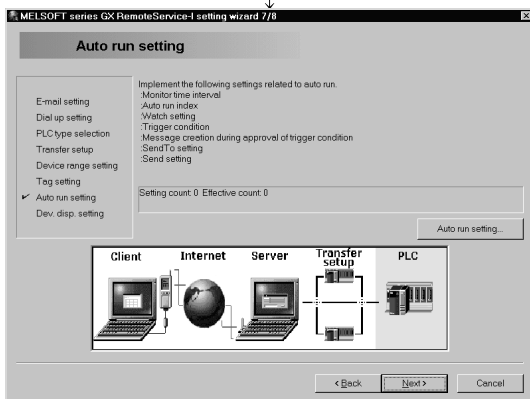 MELSOFT series GX RemoteService-I setting wizard 7/8
Auto run setting
E-mail setting
Dial up setting
PLC type selection
Transfer setup
Device range setting
Tag setting
Auto run setting
Dev. disp. setting
Implement the following settings related to auto run.
:Monitor time interval
:Auto run index
:Watch setting
:Trigger condition
:Message creation during approval of trigger condition
:SendTo setting
:Send setting
Setting count: 0 Effective count: 0
Auto run setting...
Client Internet Server Transfer setup PLC
< Back Next > Cancel